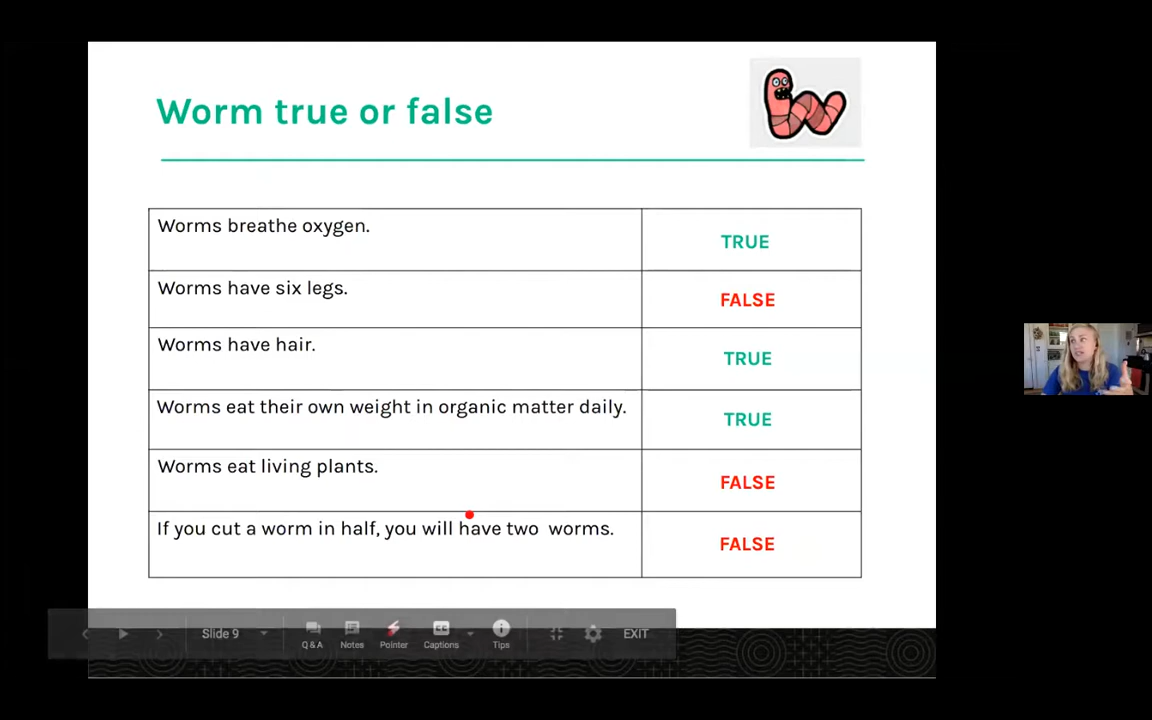 Worm true or false
Worms breathe oxygen.
TRUE
Worms have six legs.
FALSE
Worms have hair.
TRUE
Worms eat their own weight in organic matter daily.
TRUE
Worms eat living plants.
FALSE
If you cut a worm in half, you will have two  worms.
FALSE
Slide 9
Q&A
Notes
Pointer
CC
Captions
Tips
EXIT